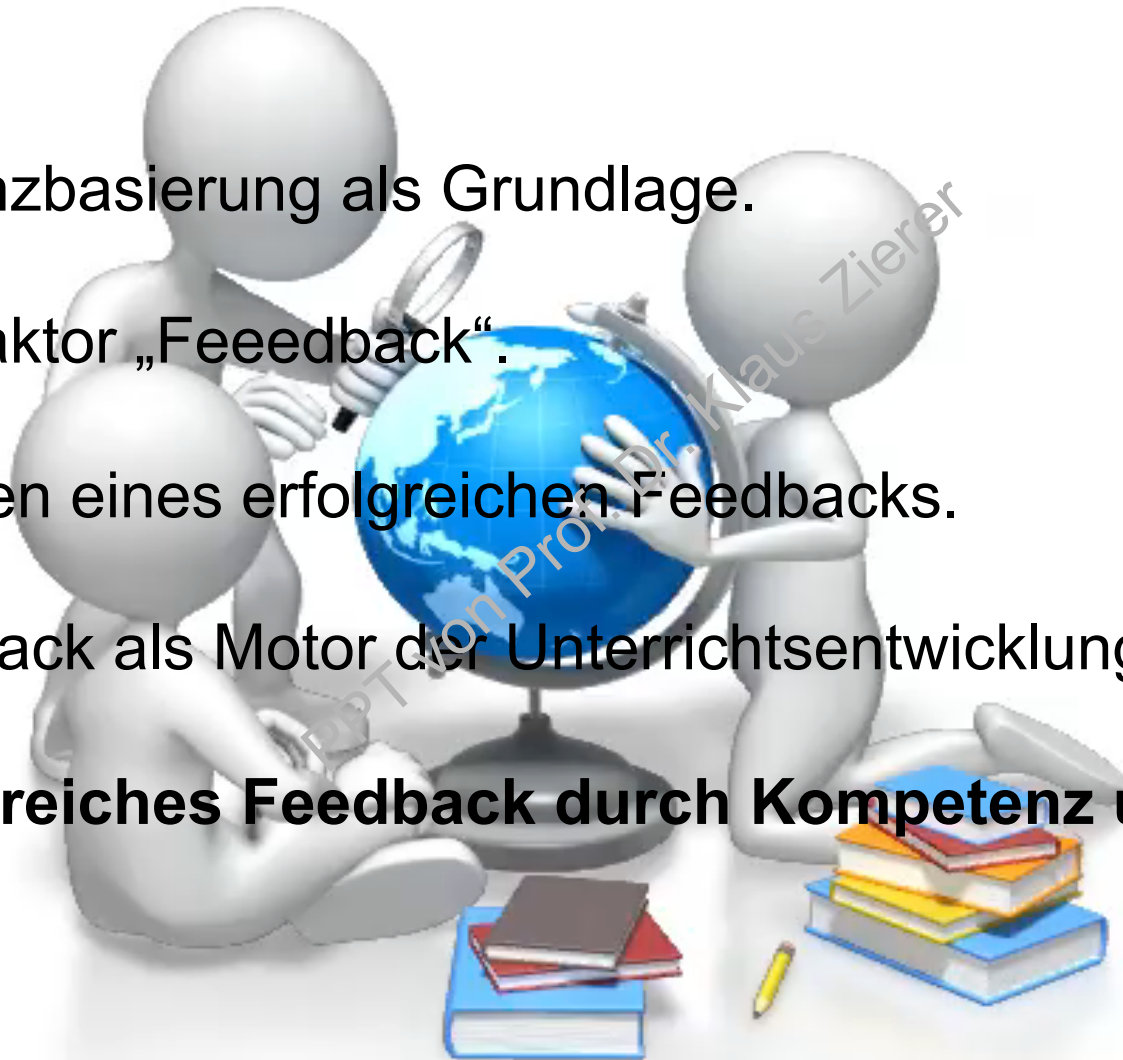 nzbasierung als Grundlage.
aktor „Feeedback“.
en eines erfolgreichen Feedbacks.
ack als Motor der Unterrichtsentwicklung
reiches Feedback durch Kompetenz u
PPT von Prof. Dr. Klaus Zierer